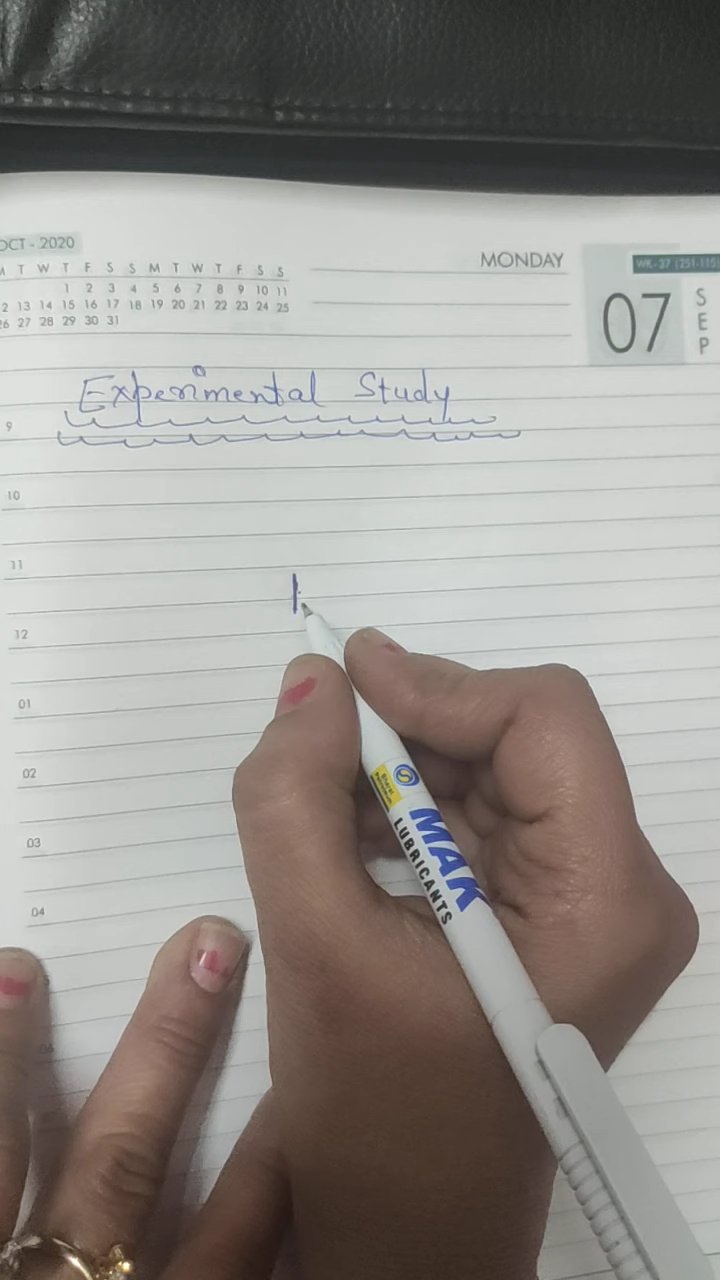 OCT - 2020
M T W T F S S M T W T F S S
1 2 3 4 5 6 7 8 9 10 11
12 13 14 15 16 17 18 19 20 21 22 23 24 25
26 27 28 29 30 31
MONDAY
WK-37 (251-115)
07
SEP
Experimental Study
9
10
11
12
01
02
03
04
MAK
LUBRICANTS